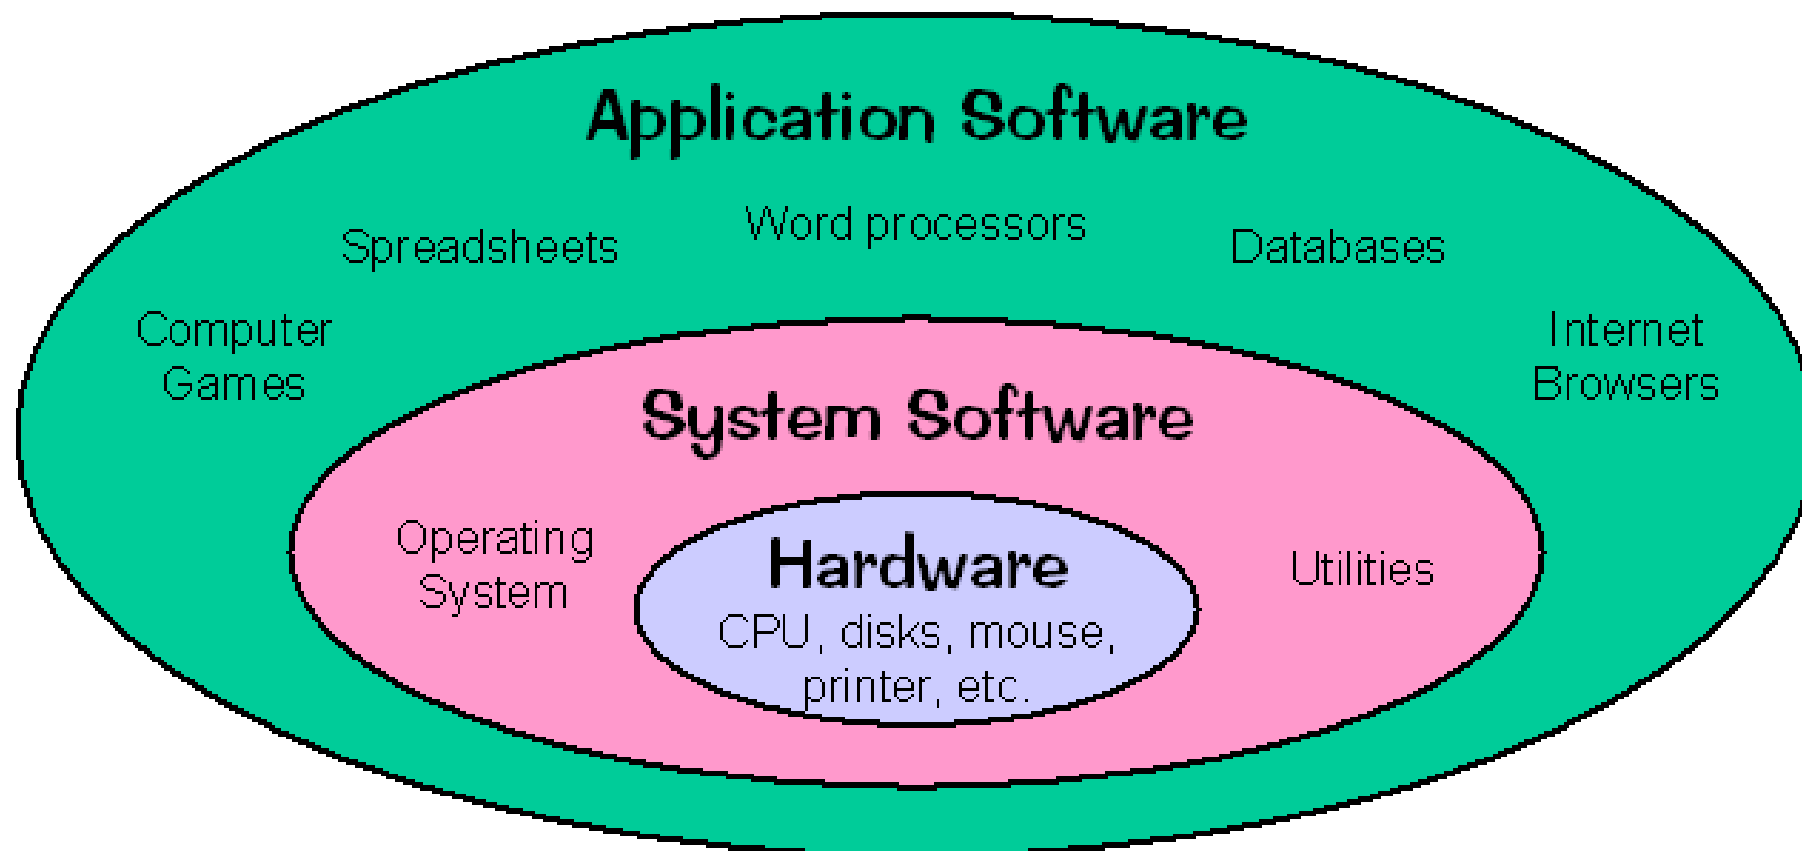 Application Software
Word processors
Spreadsheets
Databases
Computer
Games
Internet
Browsers
System Software
Operating
System
Utilities
Hardware
CPU, disks, mouse,
printer, etc.